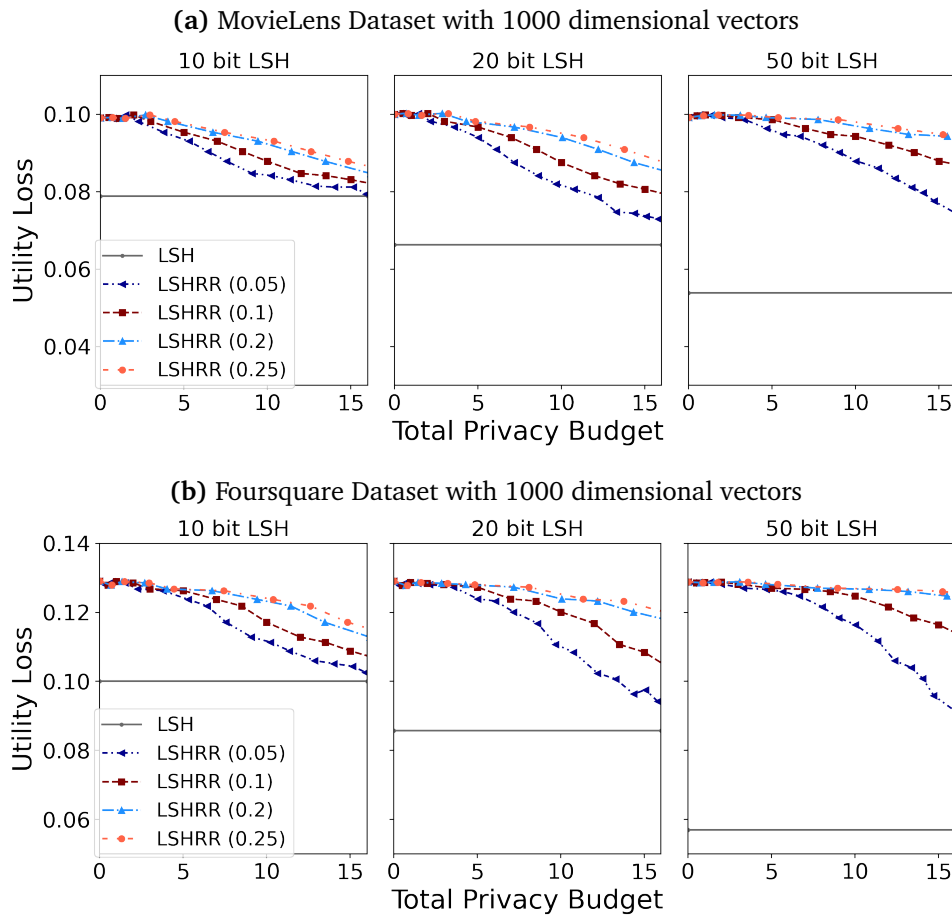 (a) MovieLens Dataset with 1000 dimensional vectors
10 bit LSH 20 bit LSH 50 bit LSH
0.10
0.08
0.06
0.04
Utility Loss
LSH
LSHRR (0.05)
LSHRR (0.1)
LSHRR (0.2)
LSHRR (0.25)
0 5 10 15 0 5 10 15 0 5 10 15
Total Privacy Budget
(b) Foursquare Dataset with 1000 dimensional vectors
10 bit LSH 20 bit LSH 50 bit LSH
0.14
0.12
0.10
0.08
0.06
Utility Loss
LSH
LSHRR (0.05)
LSHRR (0.1)
LSHRR (0.2)
LSHRR (0.25)
0 5 10 15 0 5 10 15 0 5 10 15
Total Privacy Budget